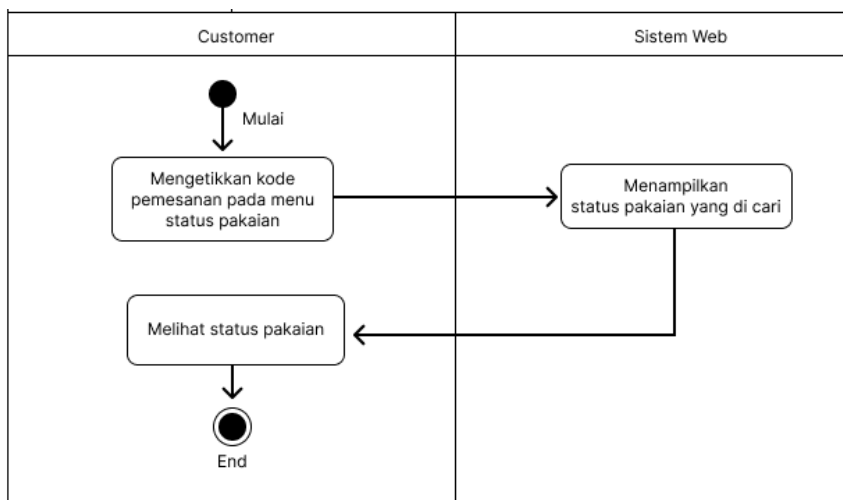 Customer
Sistem Web
Mulai
Mengetikkan kode
pemesanan pada menu
status pakaian
Menampilkan
status pakaian yang di cari
Melihat status pakaian
End